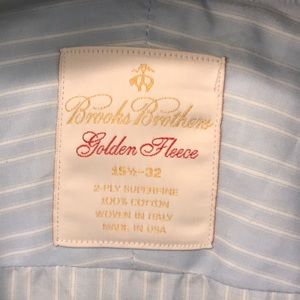 Brooks Brothers
Golden Fleece
15½-32
2-PLY SUPERFINE
100% COTTON
WOVEN IN ITALY
MADE IN USA